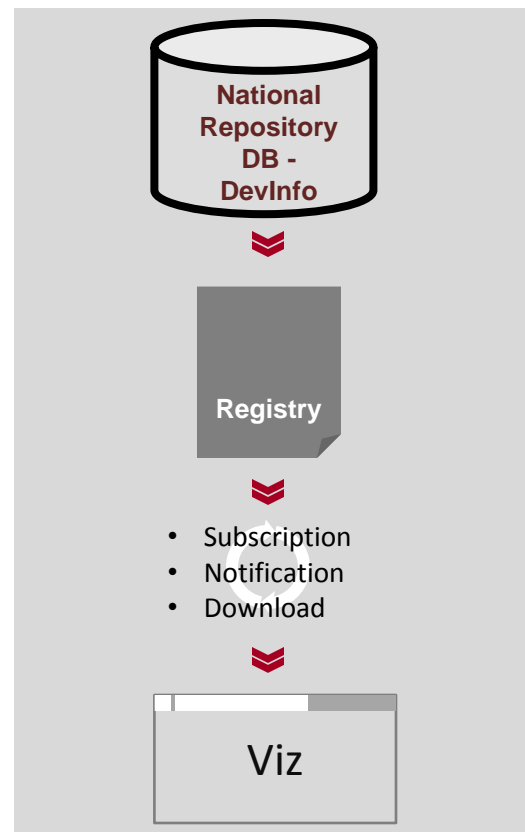 National
Repository
DB -
DevInfo
Registry
• Subscription
• Notification
• Download
Viz